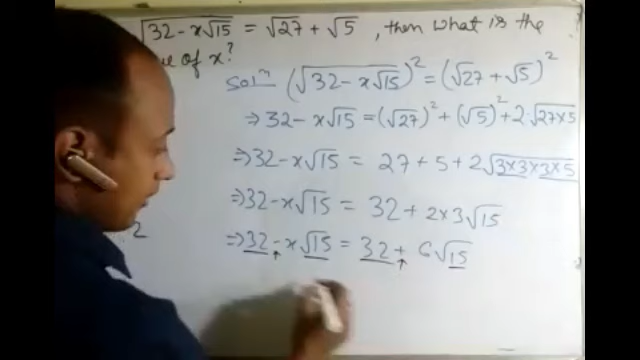 √32 - x√15 = √27 + √5 , then what is the
of x?
Solⁿ (√32 - x√15)² = (√27 + √5)²
⇒ 32 - x√15 = (√27)² + (√5)² + 2·√27×5
⇒ 32 - x√15 = 27 + 5 + 2√3×3×3×5
⇒ 32 - x√15 = 32 + 2×3√15
2
⇒ 32 - x√15 = 32 + 6√15